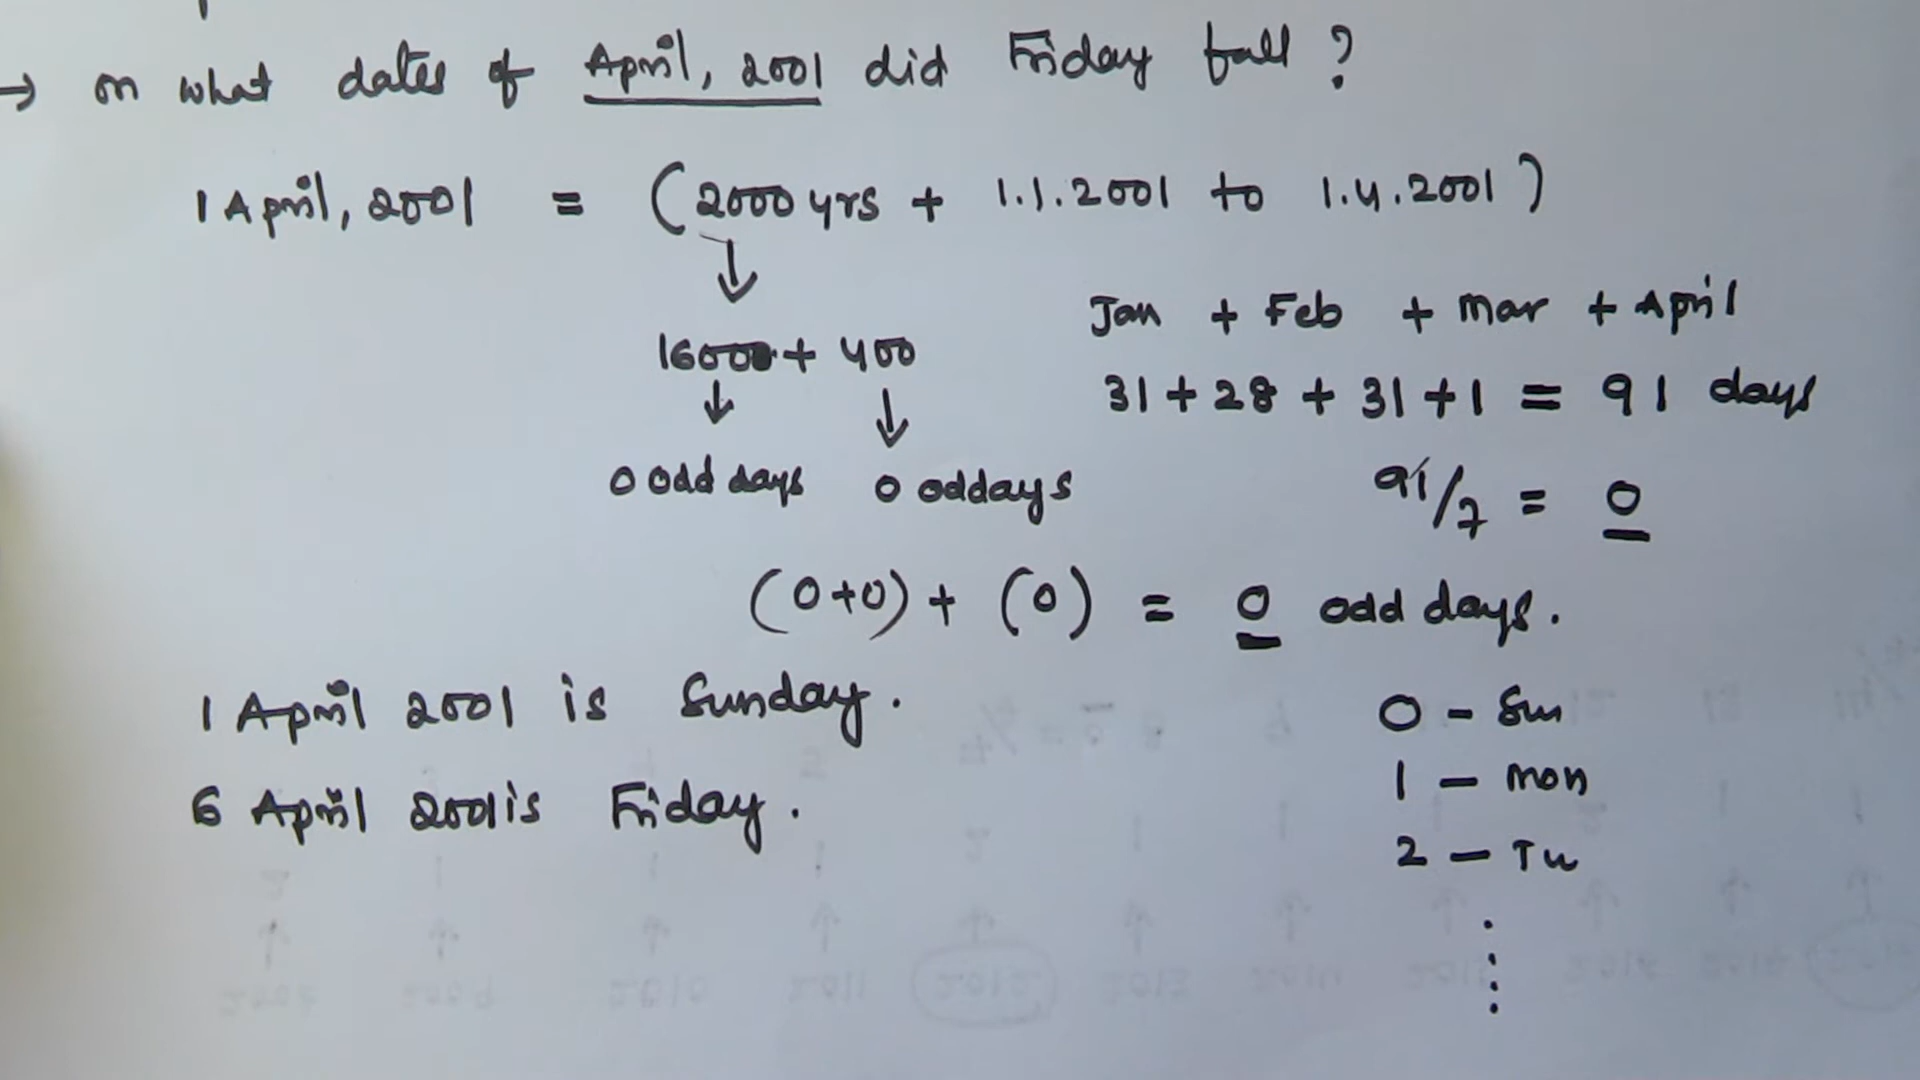 → on what dates of April, 2001 did Friday fall ?
1 April, 2001 = (2000 yrs + 1.1.2001 to 1.4.2001)
↓
Jan + Feb + Mar + April
1600 + 400
31 + 28 + 31 + 1 = 91 days
↓ ↓
0 odd days 0 oddays
91/7 = 0
(0+0) + (0) = 0 odd days.
1 April 2001 is Sunday.
0 - Sun
1 - mon
6 April 2001 is Friday.
2 - Tu